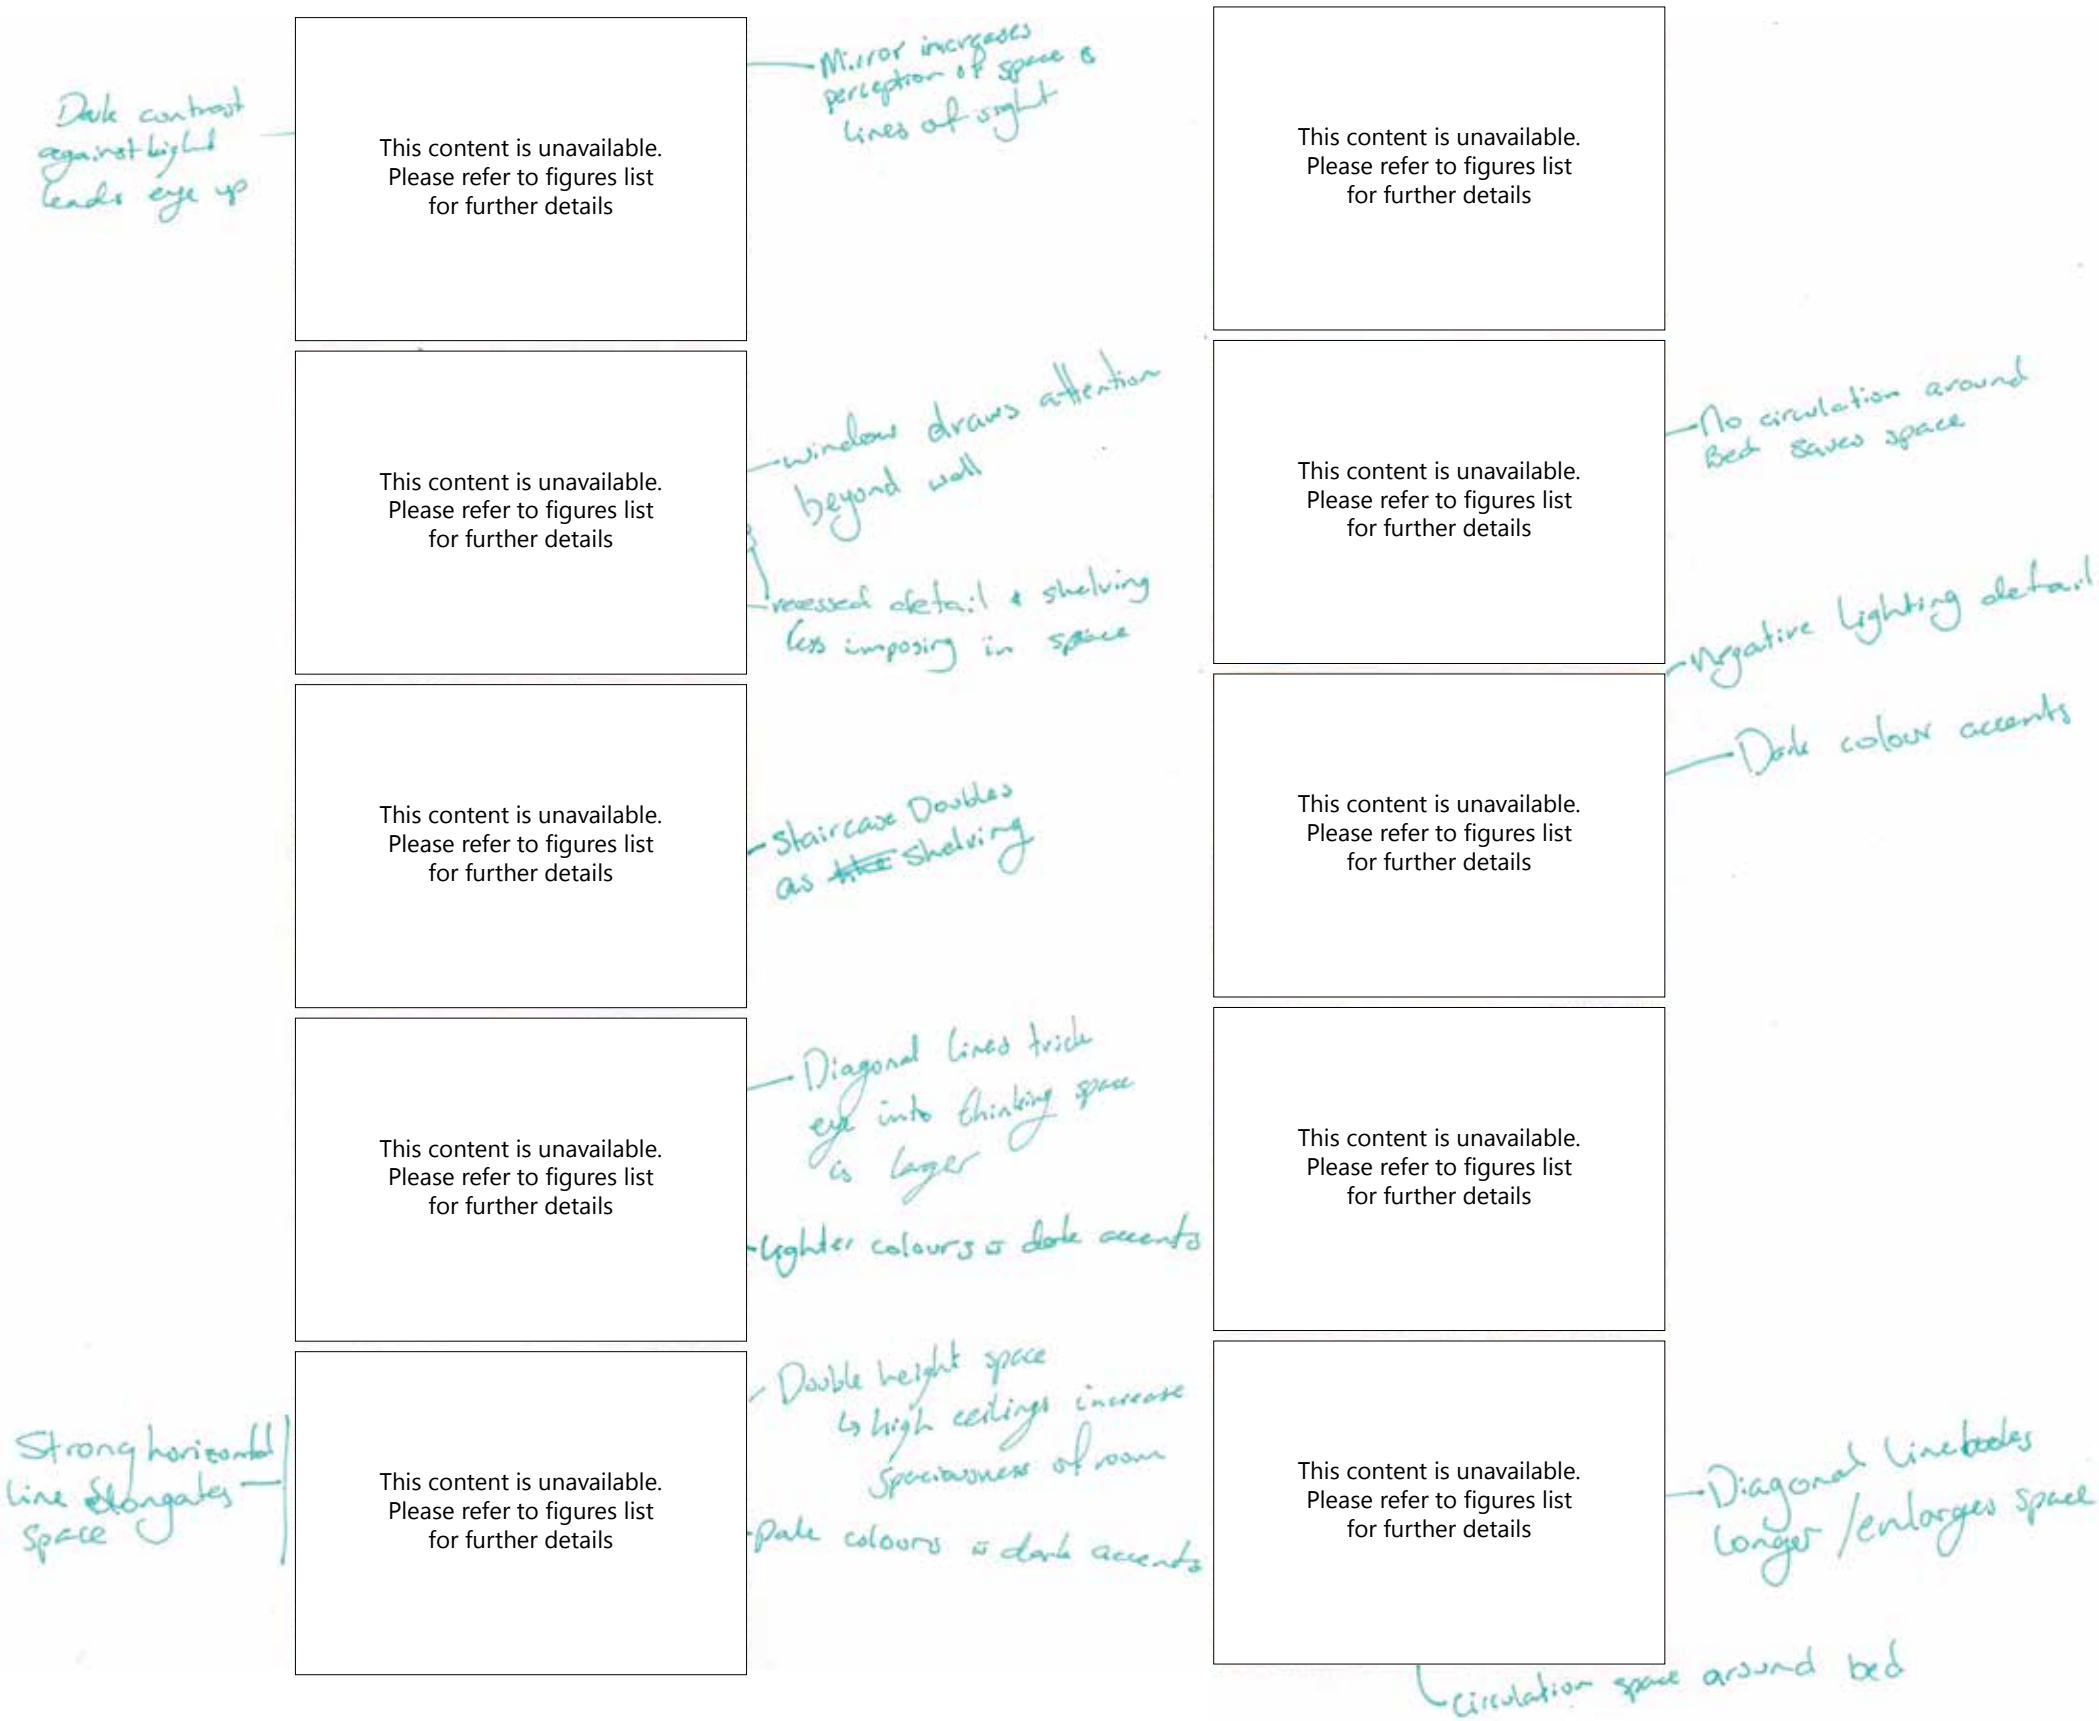 Dark contrast
against bright
leads eye up
This content is unavailable.
Please refer to figures list
for further details
Mirror increases
perception of space &
lines of sight
This content is unavailable.
Please refer to figures list
for further details
This content is unavailable.
Please refer to figures list
for further details
window draws attention
beyond wall
recessed detail & shelving
less imposing in space
This content is unavailable.
Please refer to figures list
for further details
No circulation around
Bed saves space
This content is unavailable.
Please refer to figures list
for further details
Staircase Doubles
as shelving
This content is unavailable.
Please refer to figures list
for further details
Negative Lighting detail
Dark colour accents
This content is unavailable.
Please refer to figures list
for further details
Diagonal Lines trick
eye into thinking space
is larger
Lighter colours dark accents
This content is unavailable.
Please refer to figures list
for further details
Strong horizontal
line elongates
space
This content is unavailable.
Please refer to figures list
for further details
Double height space
↳ high ceilings increase
spaciousness of room
Pale colours dark accents
This content is unavailable.
Please refer to figures list
for further details
Diagonal Line
Longer / enlarges space
Circulation space around bed